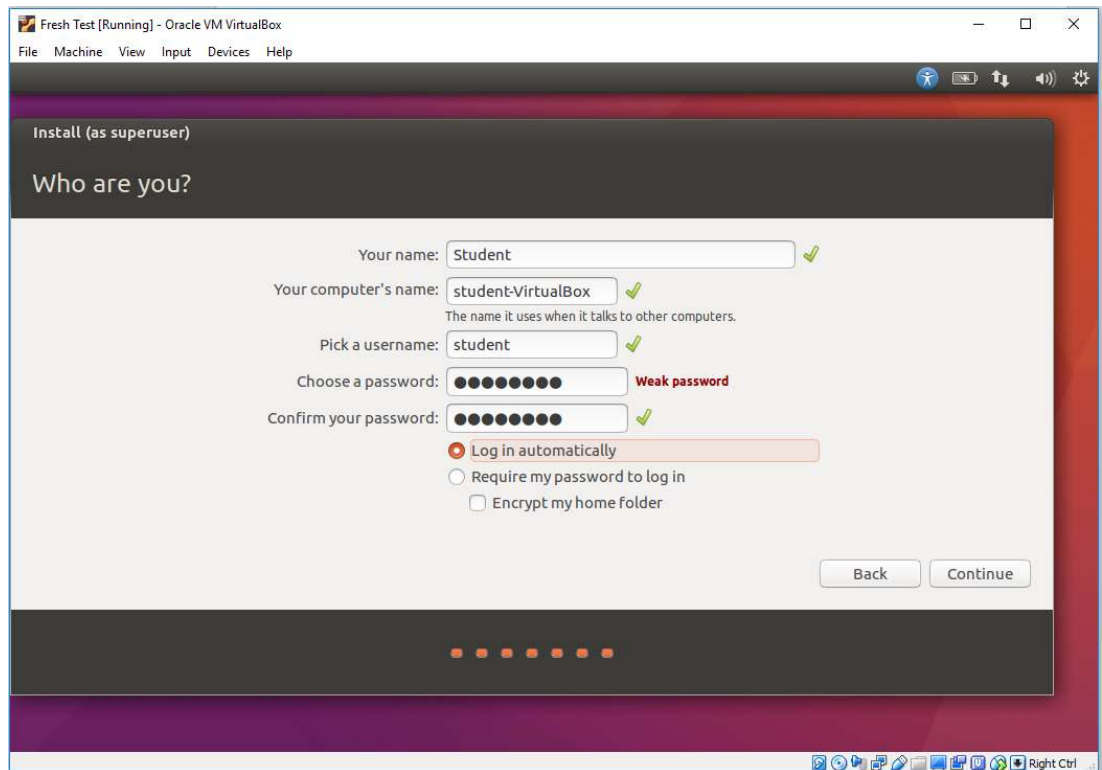 Fresh Test [Running] - Oracle VM VirtualBox
File Machine View Input Devices Help
Install (as superuser)
Who are you?
Your name: Student
Your computer's name: student-VirtualBox
The name it uses when it talks to other computers.
Pick a username: student
Choose a password: ●●●●●●●● Weak password
Confirm your password: ●●●●●●●●
Log in automatically
Require my password to log in
Encrypt my home folder
Back Continue
Right Ctrl